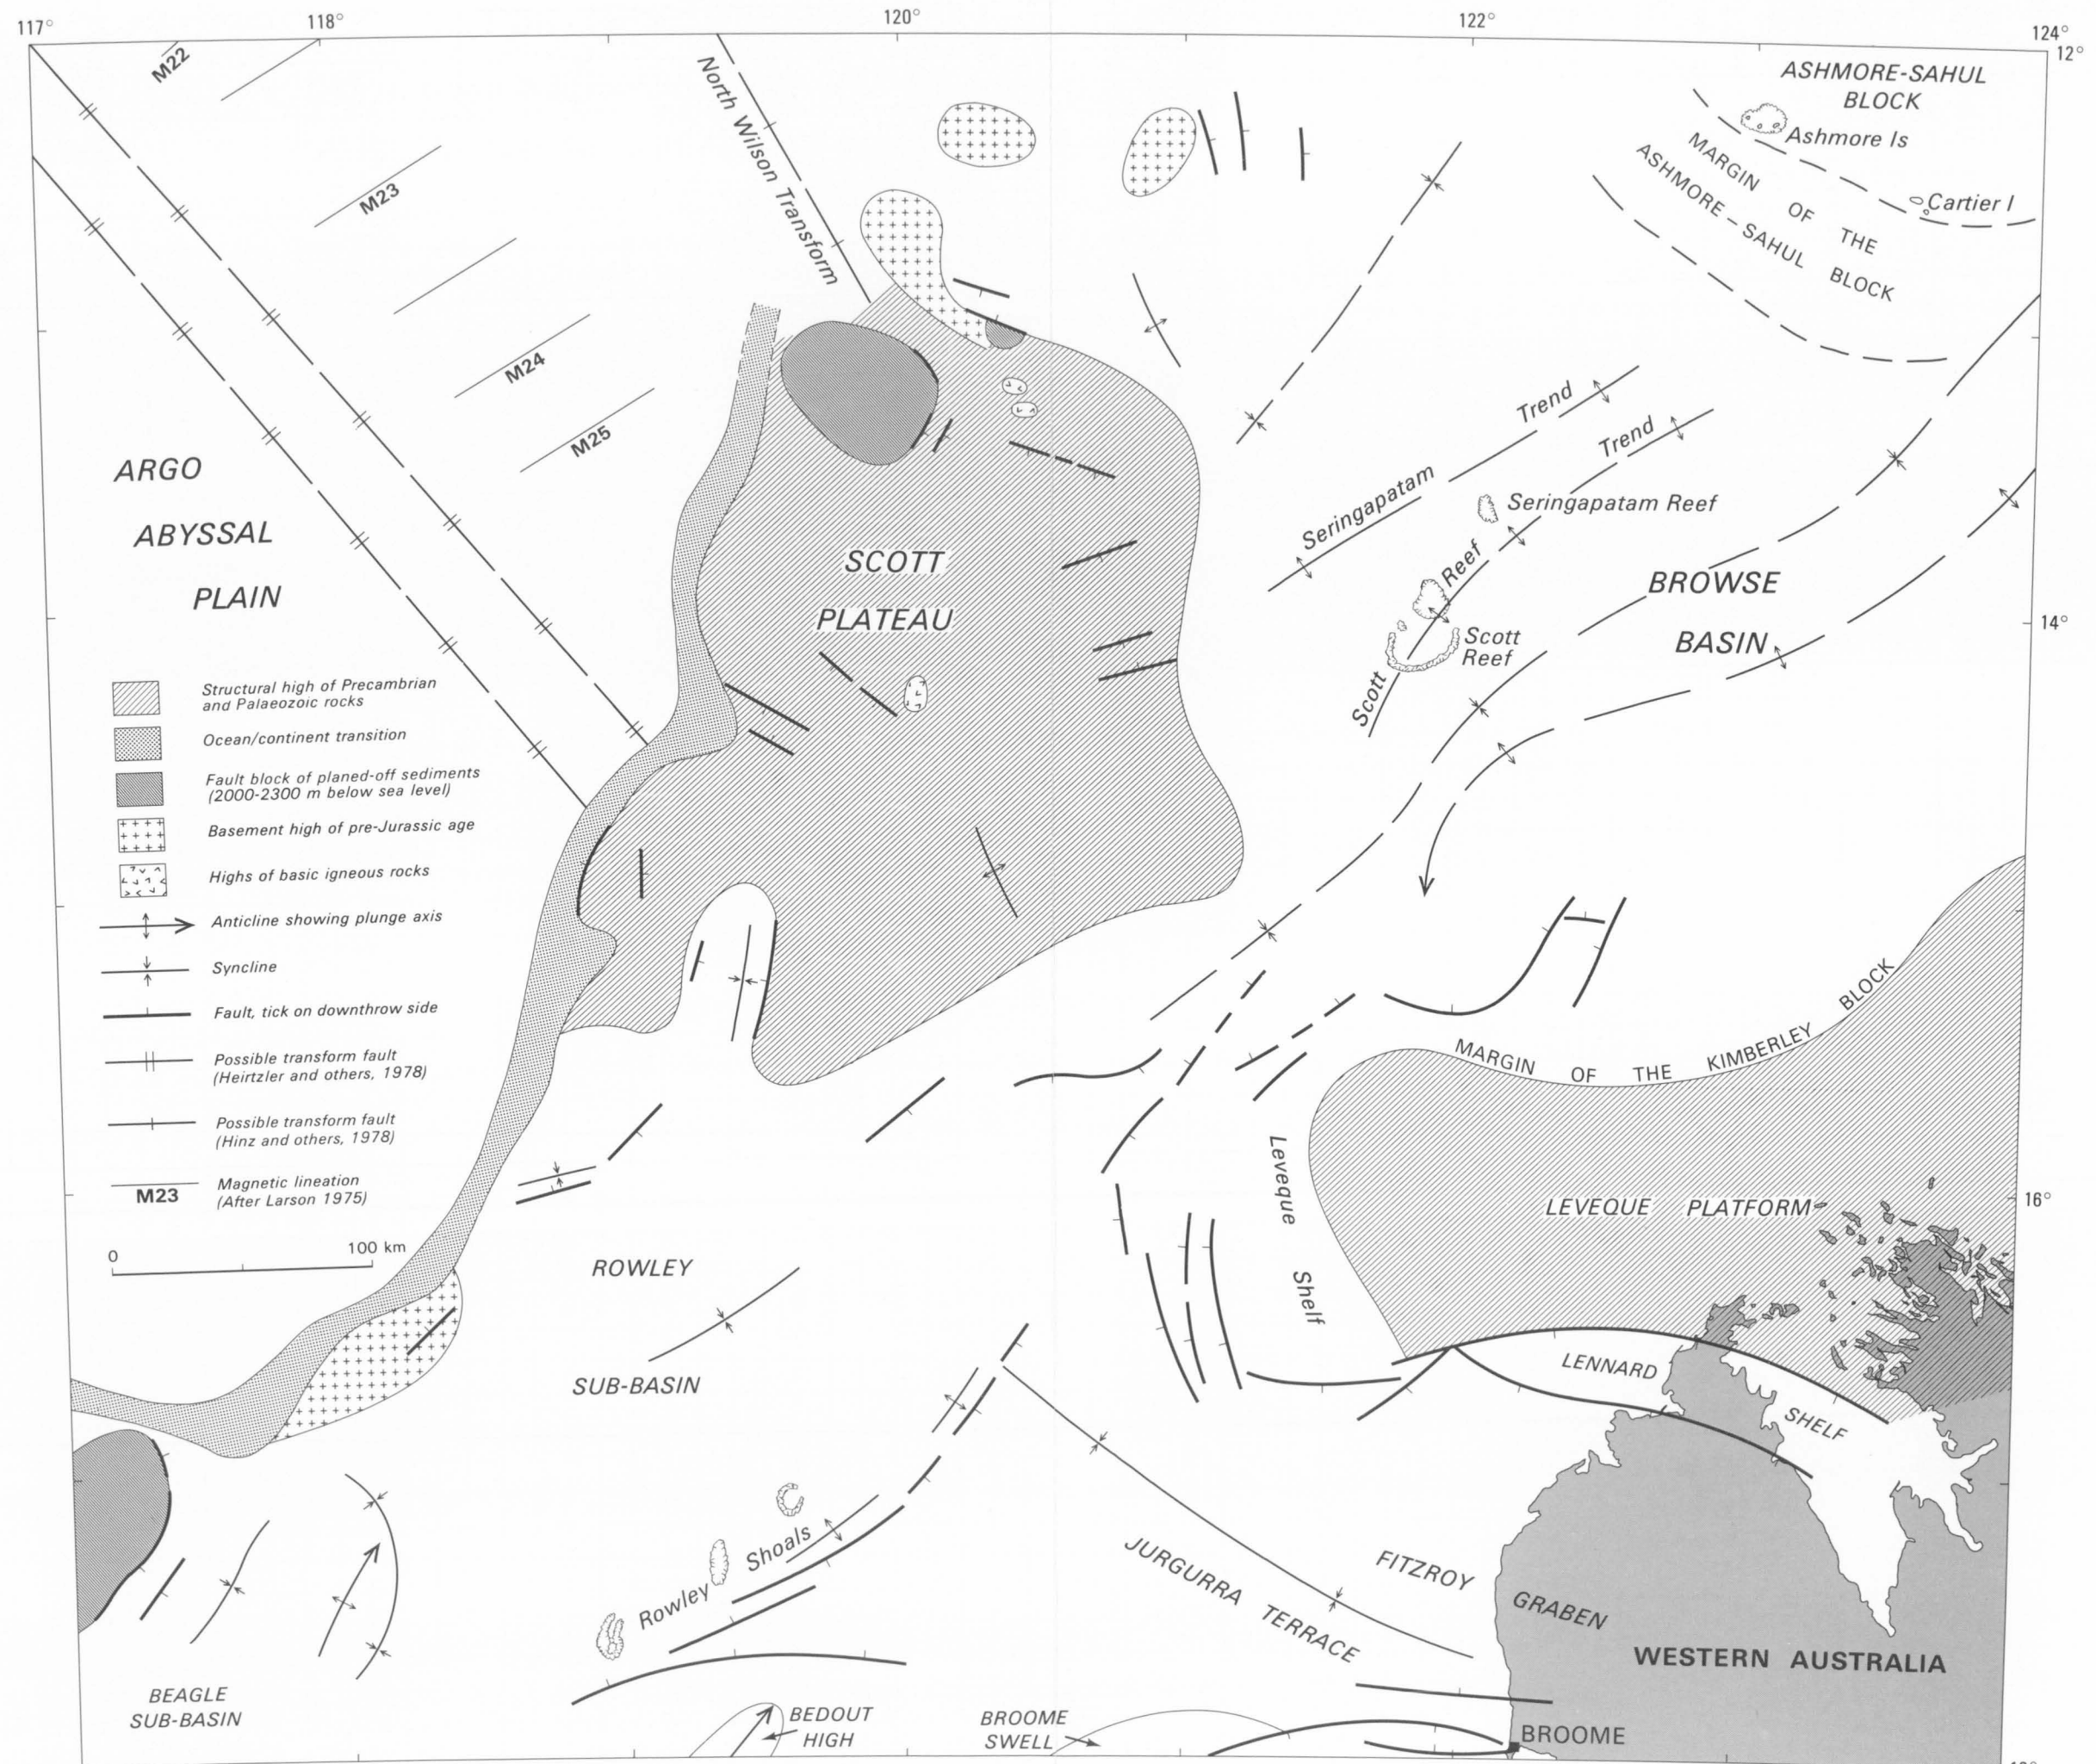 117°
118°
120°
122°
124°
12°
M22
North Wilson Transform
ASHMORE-SAHUL
BLOCK
Ashmore Is
MARGIN OF THE
ASHMORE-SAHUL BLOCK
Cartier I
M23
M24
M25
ARGO
ABYSSAL
PLAIN
Seringapatam Trend
Scott Reef Trend
Seringapatam Reef
SCOTT
PLATEAU
Scott
Reef
BROWSE
BASIN
14°
Structural high of Precambrian
and Palaeozoic rocks
Ocean/continent transition
Fault block of planed-off sediments
(2000-2300 m below sea level)
Basement high of pre-Jurassic age
Highs of basic igneous rocks
Anticline showing plunge axis
Syncline
Fault, tick on downthrow side
Possible transform fault
(Heirtzler and others, 1978)
Possible transform fault
(Hinz and others, 1978)
M23
Magnetic lineation
(After Larson 1975)
0
100 km
MARGIN OF THE KIMBERLEY BLOCK
Leveque Shelf
LEVEQUE PLATFORM
16°
ROWLEY
SUB-BASIN
LENNARD
SHELF
Rowley Shoals
JURGURRA TERRACE
FITZROY
GRABEN
WESTERN AUSTRALIA
BEAGLE
SUB-BASIN
BEDOUT
HIGH
BROOME
SWELL
BROOME